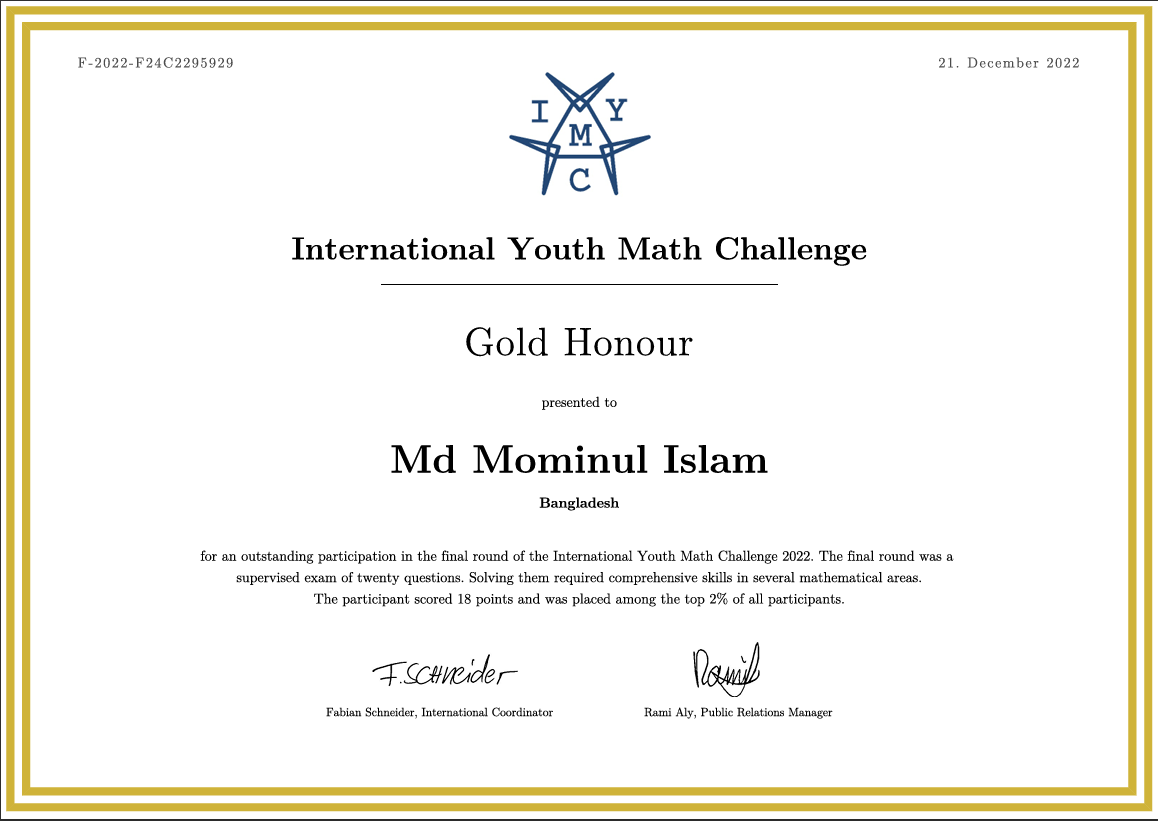 F-2022-F24C2295929
21. December 2022
I Y
M
C
International Youth Math Challenge
Gold Honour
presented to
Md Mominul Islam
Bangladesh
for an outstanding participation in the final round of the International Youth Math Challenge 2022. The final round was a
supervised exam of twenty questions. Solving them required comprehensive skills in several mathematical areas.
The participant scored 18 points and was placed among the top 2% of all participants.
F. Schneider
Rami
Fabian Schneider, International Coordinator
Rami Aly, Public Relations Manager